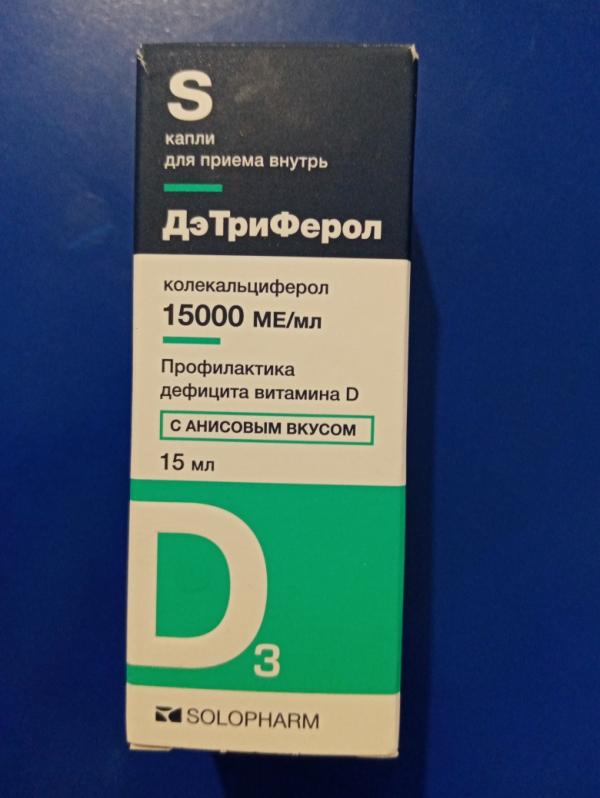 S
капли
для приема внутрь
ДэТриФерол
колекальциферол
15000 МЕ/мл
Профилактика
дефицита витамина D
С АНИСОВЫМ ВКУСОМ
15 мл
D3
SOLOPHARM